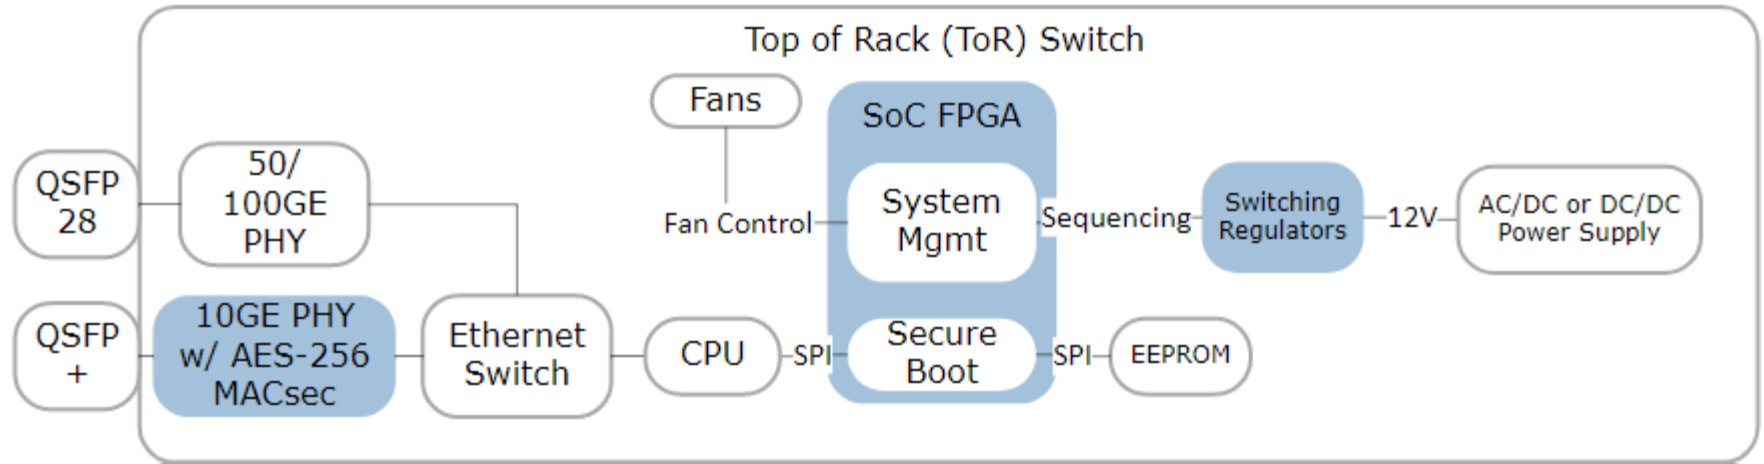 Top of Rack (ToR) Switch
Fans
SoC FPGA
QSFP
28
50/
100GE
PHY
Fan Control
System
Mgmt
Sequencing
Switching
Regulators
12V
AC/DC or DC/DC
Power Supply
QSFP
+
10GE PHY
w/ AES-256
MACsec
Ethernet
Switch
CPU
SPI
Secure
Boot
SPI
EEPROM